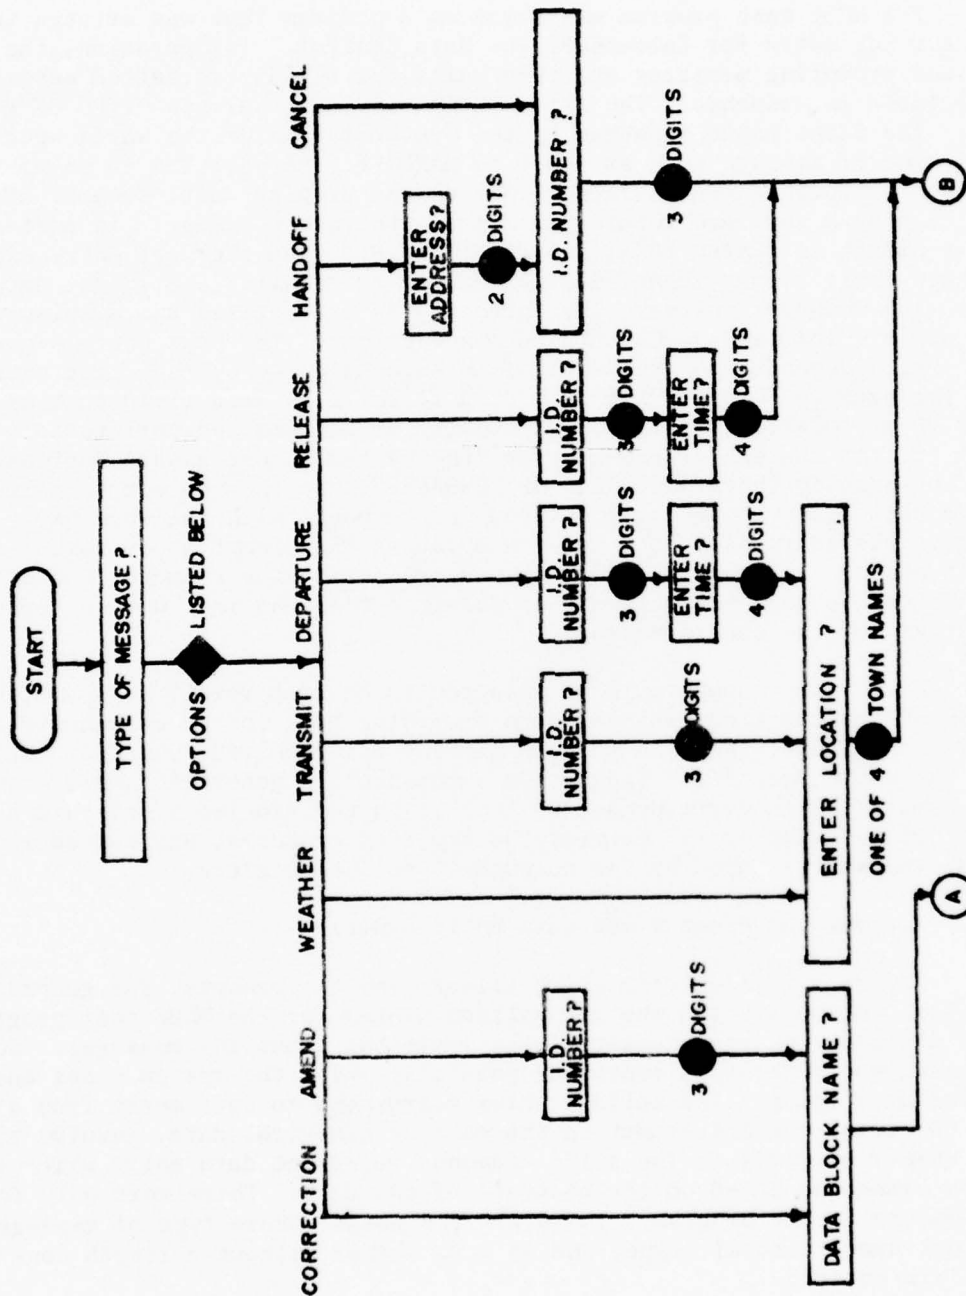 START
TYPE OF MESSAGE?
OPTIONS LISTED BELOW
CORRECTION AMEND WEATHER TRANSMIT DEPARTURE RELEASE HANDOFF CANCEL
ENTER
ADDRESS?
2 DIGITS
I.D.
NUMBER?
I.D.
NUMBER ?
I.D.
NUMBER ?
I.D.
NUMBER ?
I.D. NUMBER ?
3 DIGITS
3 DIGITS
3 DIGITS
3 DIGITS
3 DIGITS
ENTER
TIME?
ENTER
TIME?
4 DIGITS
4 DIGITS
DATA BLOCK NAME ?
ENTER LOCATION ?
ONE OF 4 TOWN NAMES
A
B